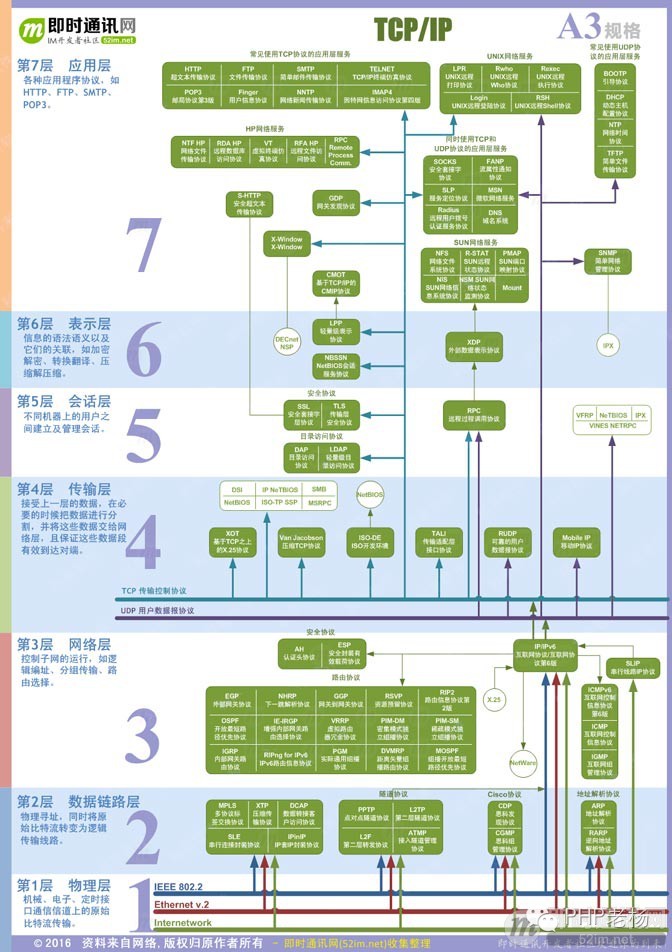 即时通讯网
IM开发者社区 52im.net
TCP/IP
A3规格
第7层 应用层
各种应用程序协议，如
HTTP、FTP、SMTP、
POP3。
7
常见使用TCP协议的应用层服务
HTTP
超文本传输协议
FTP
文件传输协议
SMTP
简单邮件传输协议
TELNET
TCP/IP终端仿真协议
POP3
邮局协议第3版
Finger
用户信息协议
NNTP
网络新闻传输协议
IMAP4
因特网信息访问协议第四版
UNIX网络服务
LPR
UNIX远程
打印协议
Rwho
UNIX远程
Who协议
Rexec
UNIX远程
执行协议
Login
UNIX远程登陆协议
RSH
UNIX远程Shell协议
常见使用UDP协
议的应用层服务
BOOTP
引导协议
DHCP
动态主机
配置协议
NTP
网络时间
协议
TFTP
简单文件
传输协议
HP网络服务
NTF HP
网络文件
传输协议
RDA HP
远程数据库
访问协议
VT
虚拟终端仿
真协议
RFA HP
远程文件访
问协议
RPC
Remote
Process
Comm.
同时使用TCP和
UDP协议的应用层服务
SOCKS
安全套接字
协议
FANP
流属性通知
协议
SLP
服务定位协议
MSN
微软网络服务
Radius
远程用户拨号
认证服务协议
DNS
域名系统
S-HTTP
安全超文本
传输协议
GDP
网关发现协议
X-Window
X-Window
CMOT
基于TCP/IP的
CMIP协议
SUN网络服务
NFS
网络文件
系统协议
R-STAT
SUN远程
状态协议
PMAP
SUN端口
映射协议
NIS
SUN网络信
息系统协议
NSM SUN网
络状态
监测协议
Mount
SNMP
简单网络
管理协议
第6层 表示层
信息的语法语义以及
它们的关联，如加密
解密、转换翻译、压
缩解压缩。
6
DECnet
NSP
LPP
轻量级表示
协议
NBSSN
NetBIOS会话
服务协议
XDP
外部数据表示协议
IPX
第5层 会话层
不同机器上的用户之
间建立及管理会话。
5
安全协议
SSL
安全套接字
层协议
TLS
传输层
安全协议
目录访问协议
DAP
目录访问
协议
LDAP
轻量级目
录访问协议
RPC
远程过程调用协议
VFRP
NeTBIOS
IPX
VINES NETRPC
第4层 传输层
接受上一层的数据，在必
要的时候把数据进行分
割，并将这些数据交给网
络层，且保证这些数据段
有效到达对端。
4
DSI
IP NeTBIOS
SMB
NetBIOS
ISO-TP SSP
MSRPC
NetBIOS
XOT
基于TCP之上
的X.25协议
Van Jacobson
压缩TCP协议
ISO-DE
ISO开发环境
TALI
传输适配层
接口协议
RUDP
可靠的用户
数据报协议
Mobile IP
移动IP协议
TCP 传输控制协议
UDP 用户数据报协议
第3层 网络层
控制子网的运行，如逻
辑编址、分组传输、路
由选择。
3
安全协议
AH
认证头协议
ESP
安全封装有
效载荷协议
IP/IPv6
互联网协议/互联网协
议第6版
SLIP
串行线路IP协议
路由协议
EGP
外部网关协议
NHRP
下一跳解析协议
GGP
网关到网关协议
RSVP
资源预留协议
RIP2
路由信息协议第
2版
OSPF
开放最短路
径优先协议
IE-IRGP
增强内部网关路
由选择协议
VRRP
虚拟路由
器冗余协议
PIM-DM
密集模式独
立组播协议
PIM-SM
稀疏模式独
立组播协议
IGRP
内部网关路
由协议
RIPng for IPv6
IPv6路由信息协议
PGM
实际通用组播
协议
DVMRP
距离矢量组
播路由协议
MOSPF
组播开放最短
路径优先协议
X.25
NetWare
ICMPv6
互联网控制
信息协议
第6版
ICMP
互联网控制
信息协议
IGMP
互联网组
管理协议
第2层 数据链路层
物理寻址，同时将原
始比特流转变为逻辑
传输线路。
2
MPLS
多协议标
签交换协议
XTP
压缩传
输协议
DCAP
数据转接客
户访问协议
SLE
串行连接封装协议
IPinIP
IP套IP封装协议
隧道协议
PPTP
点对点隧道协议
L2TP
第二层隧道协议
L2F
第二层转发协议
ATMP
接入隧道管理
协议
Cisco协议
CDP
思科发
现协议
CGMP
思科组
管理协议
地址解析协议
ARP
地址解析
协议
RARP
逆向地址
解析协议
第1层 物理层
机械、电子、定时接
口通信信道上的原始
比特流传输。
1
IEEE 802.2
Ethernet v.2
Internetwork
PHP老杨
© 2016 资料来自网络，版权归原作者所有 - 即时通讯网(52im.net)收集整理
52im.net